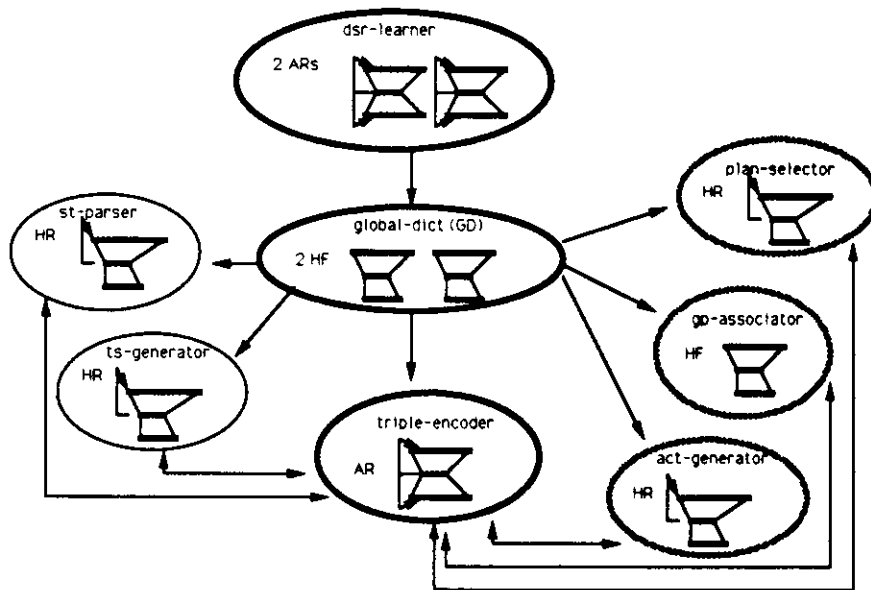 dsr-learner
2 ARs
plan-selector
HR
st-parser
HR
global-dict (GD)
2 HF
gp-associator
HF
ts-generator
HR
triple-encoder
AR
act-generator
HR